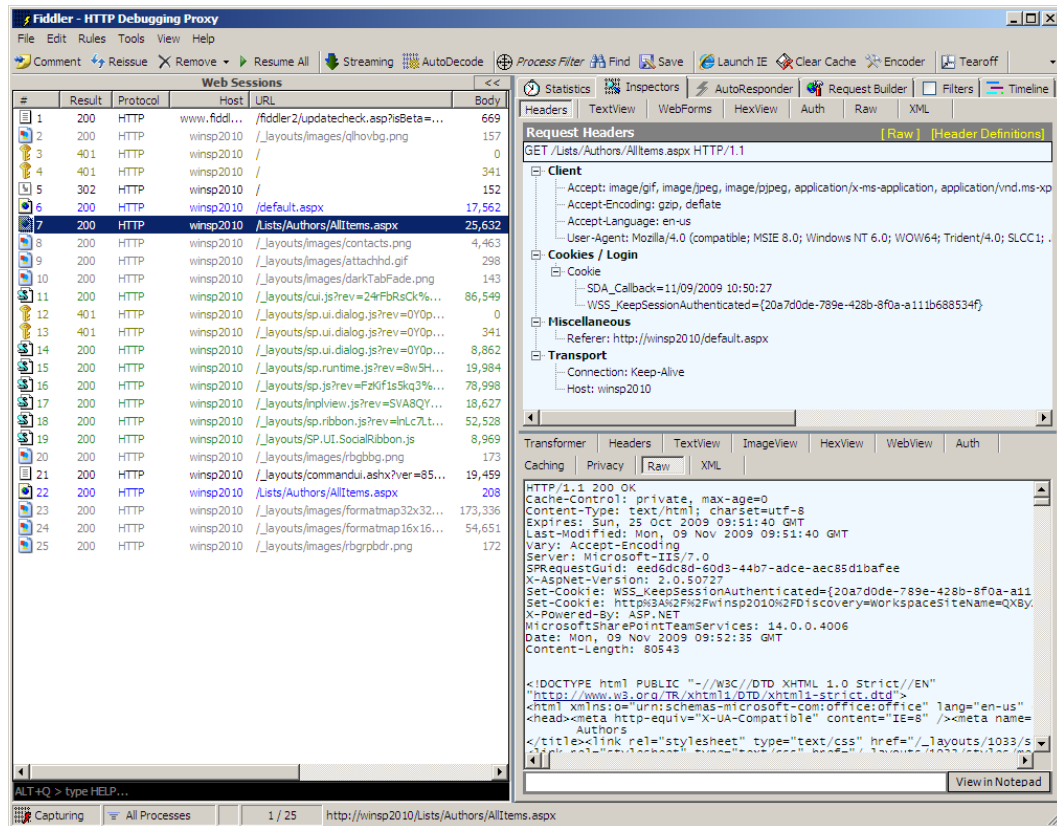 Fiddler - HTTP Debugging Proxy
File Edit Rules Tools View Help
Comment Reissue Remove Resume All Streaming AutoDecode Process Filter Find Save Launch IE Clear Cache Encoder Tearoff
Web Sessions <<
# Result Protocol Host URL Body
1 200 HTTP www.fiddl... /fiddler2/updatecheck.asp?isBeta=... 669
2 200 HTTP winsp2010 /_layouts/images/qlhovbg.png 157
3 401 HTTP winsp2010 / 0
4 401 HTTP winsp2010 / 341
5 302 HTTP winsp2010 / 152
6 200 HTTP winsp2010 /default.aspx 17,562
7 200 HTTP winsp2010 /Lists/Authors/AllItems.aspx 25,632
8 200 HTTP winsp2010 /_layouts/images/contacts.png 4,463
9 200 HTTP winsp2010 /_layouts/images/attachhd.gif 298
10 200 HTTP winsp2010 /_layouts/images/darkTabFade.png 143
11 200 HTTP winsp2010 /_layouts/cui.js?rev=24rFbRsCk%... 86,549
12 401 HTTP winsp2010 /_layouts/sp.ui.dialog.js?rev=0Y0p... 0
13 401 HTTP winsp2010 /_layouts/sp.ui.dialog.js?rev=0Y0p... 341
14 200 HTTP winsp2010 /_layouts/sp.ui.dialog.js?rev=0Y0p... 8,862
15 200 HTTP winsp2010 /_layouts/sp.runtime.js?rev=8w5H... 19,984
16 200 HTTP winsp2010 /_layouts/sp.js?rev=FzKif1s5kq3%... 78,998
17 200 HTTP winsp2010 /_layouts/inplview.js?rev=SVA8QY... 18,627
18 200 HTTP winsp2010 /_layouts/sp.ribbon.js?rev=lnLc7Lt... 52,528
19 200 HTTP winsp2010 /_layouts/SP.UI.SocialRibbon.js 8,969
20 200 HTTP winsp2010 /_layouts/images/rbgbbg.png 173
21 200 HTTP winsp2010 /_layouts/commandui.ashx?ver=85... 19,459
22 200 HTTP winsp2010 /Lists/Authors/AllItems.aspx 208
23 200 HTTP winsp2010 /_layouts/images/formatmap32x32... 173,336
24 200 HTTP winsp2010 /_layouts/images/formatmap16x16... 54,651
25 200 HTTP winsp2010 /_layouts/images/rbgrpbdr.png 172
ALT+Q > type HELP...
Statistics Inspectors AutoResponder Request Builder Filters Timeline
Headers TextView WebForms HexView Auth Raw XML
Request Headers [ Raw ] [Header Definitions]
GET /Lists/Authors/AllItems.aspx HTTP/1.1
Client
Accept: image/gif, image/jpeg, image/pjpeg, application/x-ms-application, application/vnd.ms-xp
Accept-Encoding: gzip, deflate
Accept-Language: en-us
User-Agent: Mozilla/4.0 (compatible; MSIE 8.0; Windows NT 6.0; WOW64; Trident/4.0; SLCC1; .
Cookies / Login
Cookie
SDA_Callback=11/09/2009 10:50:27
WSS_KeepSessionAuthenticated={20a7d0de-789e-428b-8f0a-a111b688534f}
Miscellaneous
Referer: http://winsp2010/default.aspx
Transport
Connection: Keep-Alive
Host: winsp2010
Transformer Headers TextView ImageView HexView WebView Auth
Caching Privacy Raw XML
HTTP/1.1 200 OK
Cache-Control: private, max-age=0
Content-Type: text/html; charset=utf-8
Expires: Sun, 25 Oct 2009 09:51:40 GMT
Last-Modified: Mon, 09 Nov 2009 09:51:40 GMT
Vary: Accept-Encoding
Server: Microsoft-IIS/7.0
SPRequestGuid: eed6dc8d-60d3-44b7-adce-aec85d1bafee
X-AspNet-Version: 2.0.50727
Set-Cookie: WSS_KeepSessionAuthenticated={20a7d0de-789e-428b-8f0a-a11
Set-Cookie: http%3A%2F%2Fwinsp2010%2FDiscovery=WorkspaceSiteName=QXBy
X-Powered-By: ASP.NET
MicrosoftSharePointTeamServices: 14.0.0.4006
Date: Mon, 09 Nov 2009 09:52:35 GMT
Content-Length: 80543
<!DOCTYPE html PUBLIC "-//W3C//DTD XHTML 1.0 Strict//EN"
"http://www.w3.org/TR/xhtml1/DTD/xhtml1-strict.dtd">
<html xmlns:o="urn:schemas-microsoft-com:office:office" lang="en-us"
<head><meta http-equiv="X-UA-Compatible" content="IE=8" /><meta name=
Authors
</title><link rel="stylesheet" type="text/css" href="/_layouts/1033/s
View in Notepad
Capturing All Processes 1 / 25 http://winsp2010/Lists/Authors/AllItems.aspx